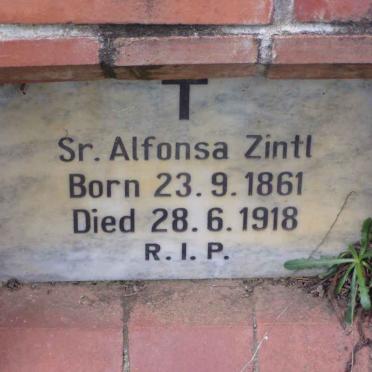 Sr. Alfonsa Zintl
Born 23. 9. 1861
Died 28. 6. 1918
R. I. P.